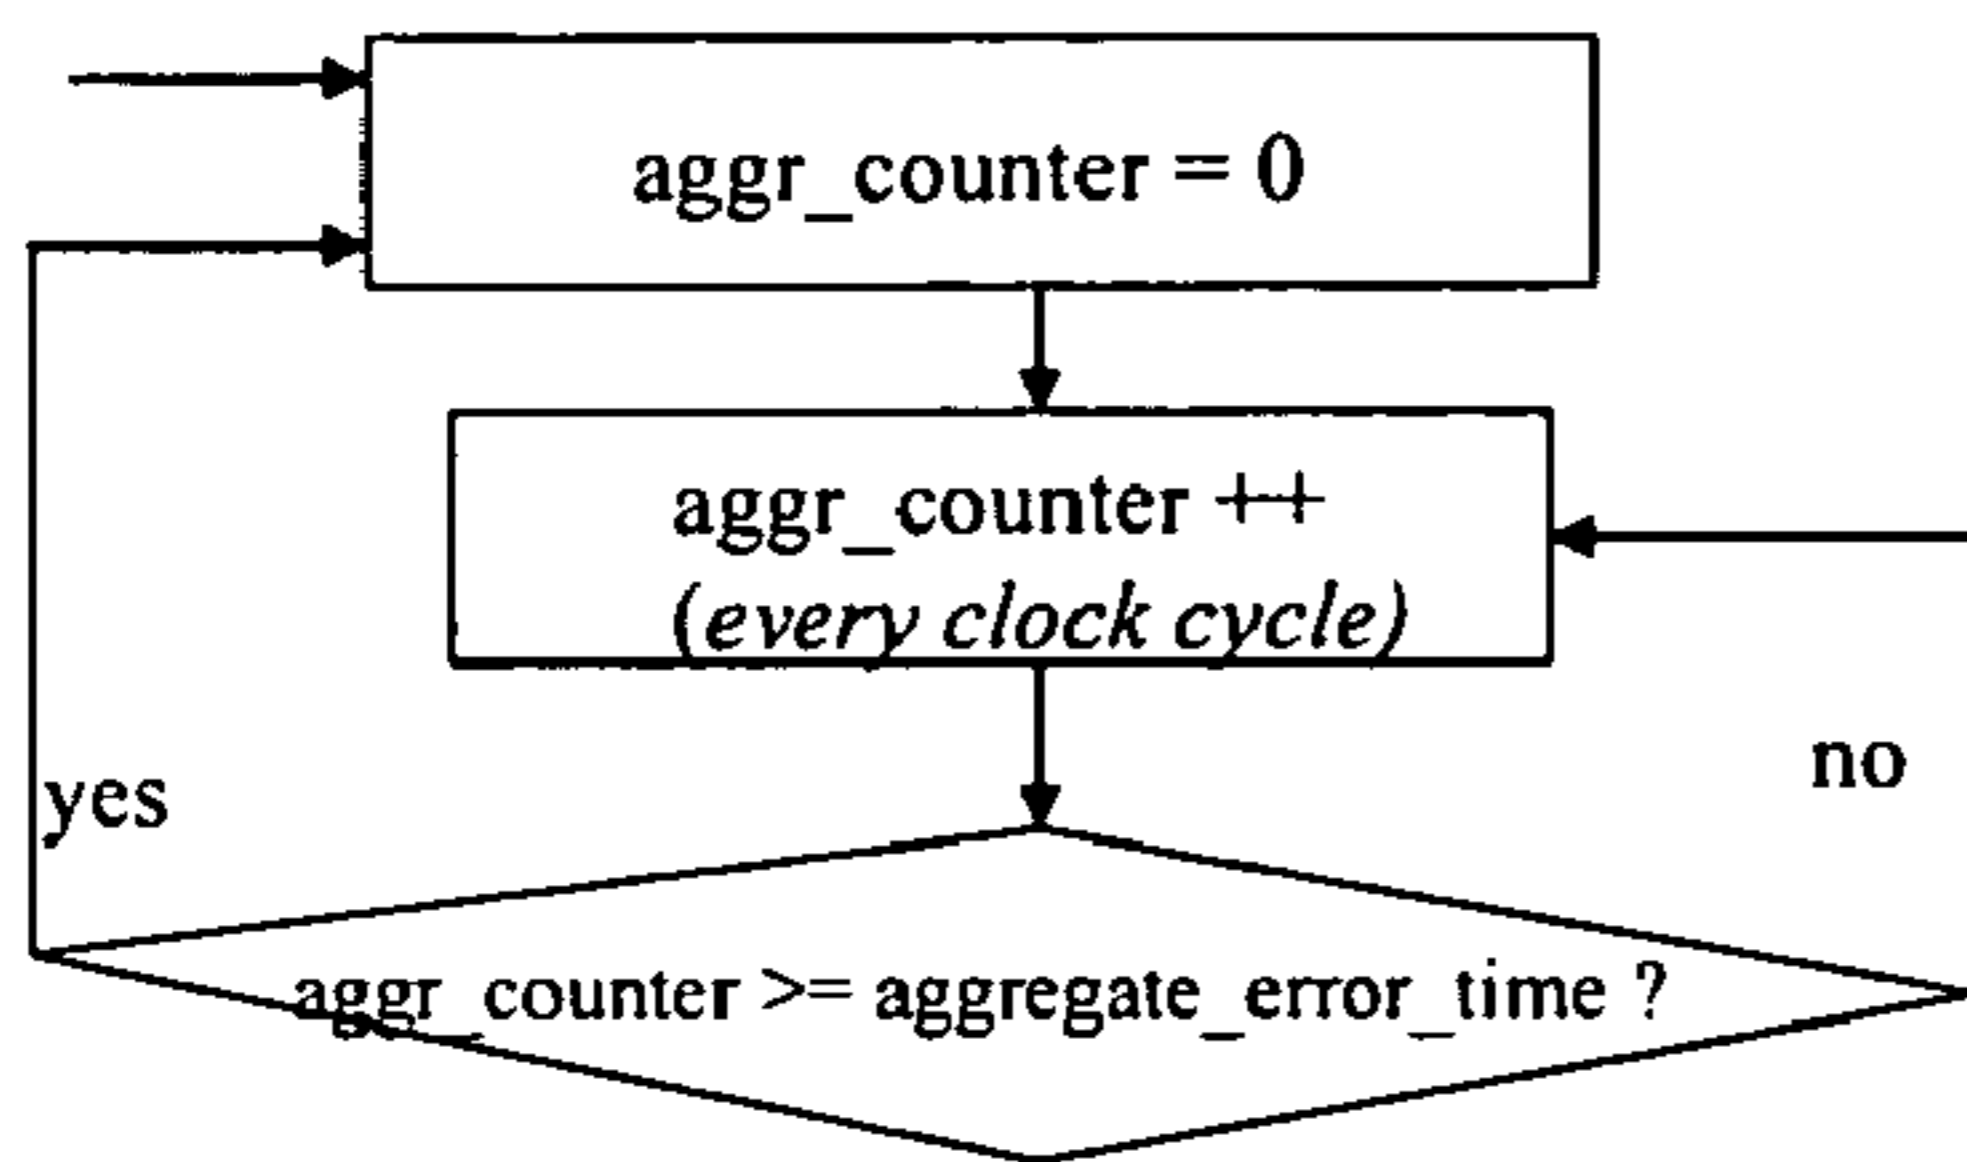 aggr_counter = 0
aggr_counter ++
(every clock cycle)
yes
no
aggr_counter >= aggregate_error_time ?